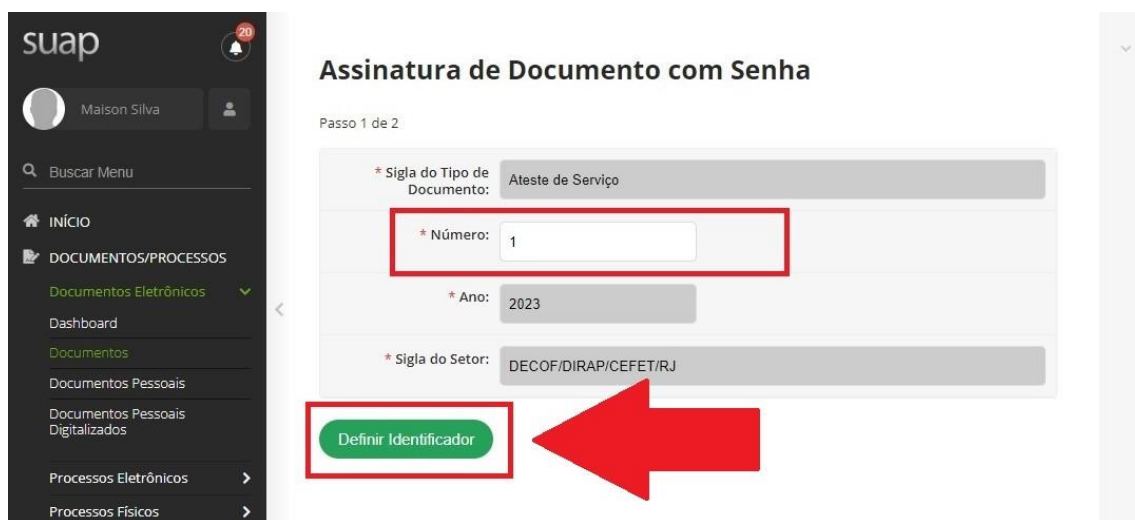 suap
20
Maison Silva
Buscar Menu
INÍCIO
DOCUMENTOS/PROCESSOS
Documentos Eletrônicos
Dashboard
Documentos
Documentos Pessoais
Documentos Pessoais
Digitalizados
Processos Eletrônicos
Processos Físicos
Assinatura de Documento com Senha
Passo 1 de 2
* Sigla do Tipo de
Documento:
Ateste de Serviço
* Número:
1
* Ano:
2023
* Sigla do Setor:
DECOF/DIRAP/CEFET/RJ
Definir Identificador